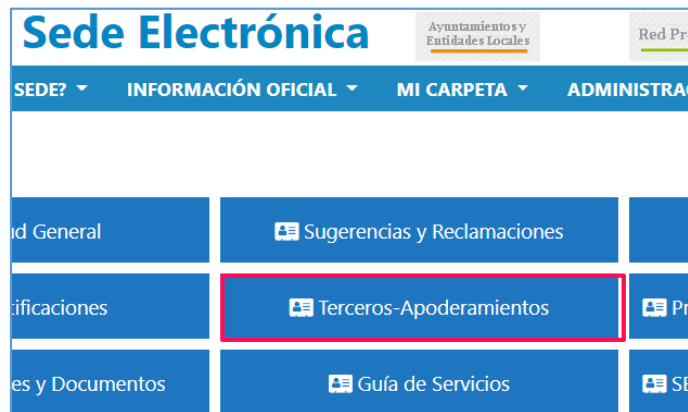 Sede Electrónica
Ayuntamientos y
Entidades Locales
Red Pr
SEDE? INFORMACIÓN OFICIAL MI CARPETA ADMINISTRA
d General
Sugerencias y Reclamaciones
tificaciones
Terceros-Apoderamientos
Pr
es y Documentos
Guía de Servicios
SE